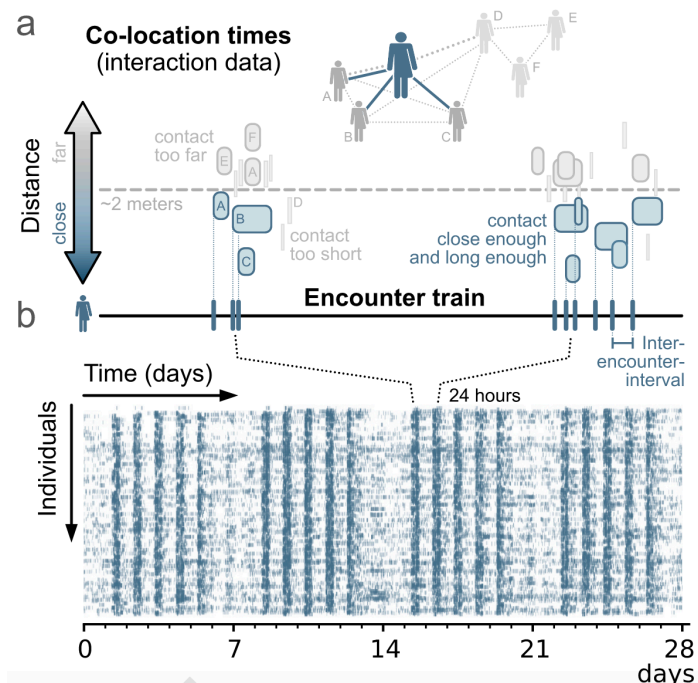 a
Co-location times
(interaction data)
D
E
F
A
B
C
Distance
far
close
contact
too far
F
E
A
~2 meters
A
B
C
D
contact
too short
contact
close enough
and long enough
Encounter train
b
Inter-
encounter-
interval
Time (days)
24 hours
Individuals
0
7
14
21
28
days